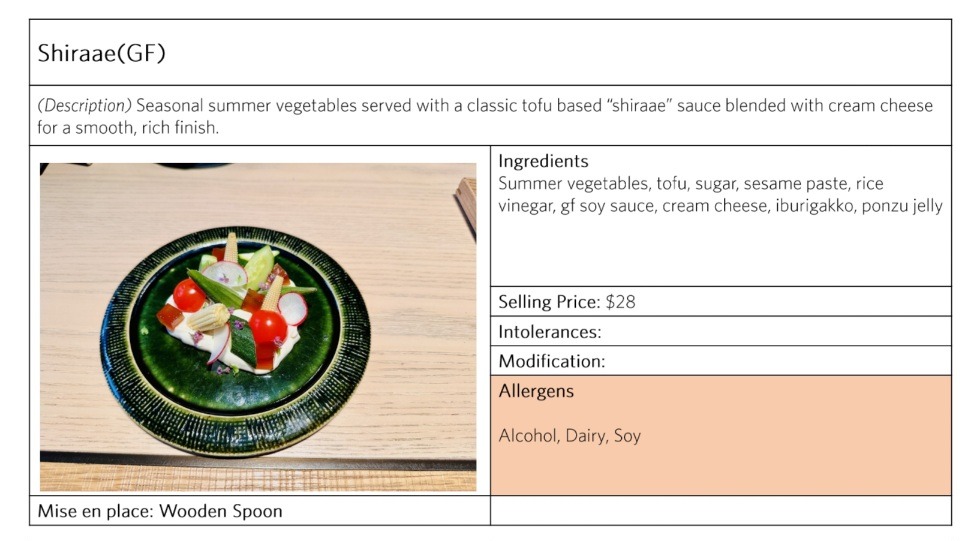 Shiraae(GF)
(Description) Seasonal summer vegetables served with a classic tofu based “shiraae” sauce blended with cream cheese
for a smooth, rich finish.
Ingredients
Summer vegetables, tofu, sugar, sesame paste, rice
vinegar, gf soy sauce, cream cheese, iburigakko, ponzu jelly
Selling Price: $28
Intolerances:
Modification:
Allergens
Alcohol, Dairy, Soy
Mise en place: Wooden Spoon